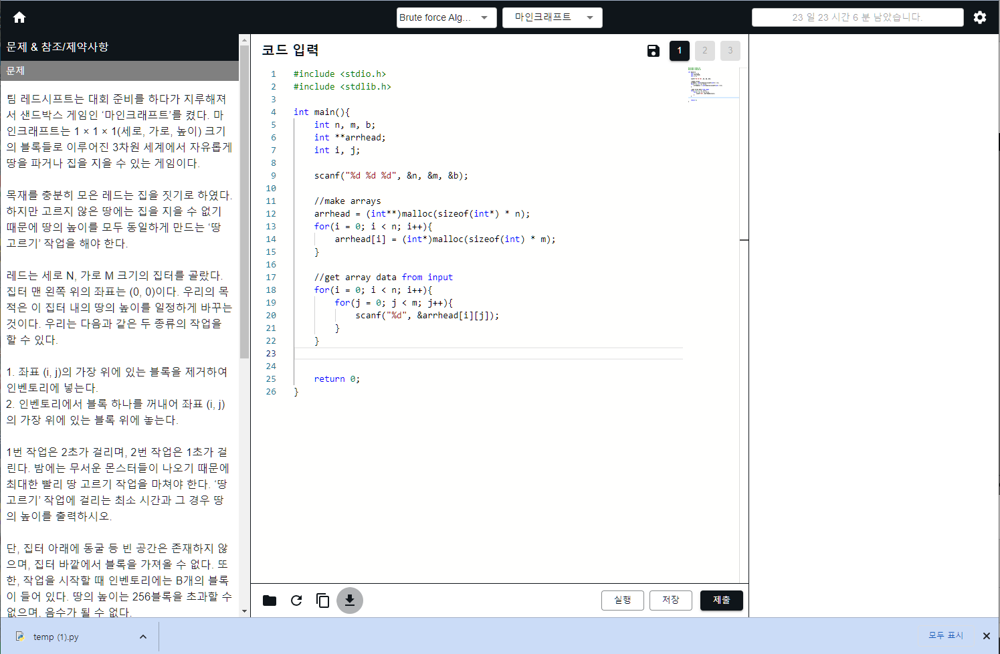 Brute force Alg...
마인크래프트
23 일 23 시간 6 분 남았습니다.
문제 & 참조/제약사항
문제
팀 레드시프트는 대회 준비를 하다가 지루해져
서 샌드박스 게임인 ‘마인크래프트’를 켰다. 마
인크래프트는 1 × 1 × 1(세로, 가로, 높이) 크기
의 블록들로 이루어진 3차원 세계에서 자유롭게
땅을 파거나 집을 지을 수 있는 게임이다.
목재를 충분히 모은 레드는 집을 짓기로 하였다.
하지만 고르지 않은 땅에는 집을 지을 수 없기
때문에 땅의 높이를 모두 동일하게 만드는 ‘땅
고르기’ 작업을 해야 한다.
레드는 세로 N, 가로 M 크기의 집터를 골랐다.
집터 맨 왼쪽 위의 좌표는 (0, 0)이다. 우리의 목
적은 이 집터 내의 땅의 높이를 일정하게 바꾸는
것이다. 우리는 다음과 같은 두 종류의 작업을
할 수 있다.
1. 좌표 (i, j)의 가장 위에 있는 블록을 제거하여
인벤토리에 넣는다.
2. 인벤토리에서 블록 하나를 꺼내어 좌표 (i, j)
의 가장 위에 있는 블록 위에 놓는다.
1번 작업은 2초가 걸리며, 2번 작업은 1초가 걸
린다. 밤에는 무서운 몬스터들이 나오기 때문에
최대한 빨리 땅 고르기 작업을 마쳐야 한다. ‘땅
고르기’ 작업에 걸리는 최소 시간과 그 경우 땅
의 높이를 출력하시오.
단, 집터 아래에 동굴 등 빈 공간은 존재하지 않
으며, 집터 바깥에서 블록을 가져올 수 없다. 또
한, 작업을 시작할 때 인벤토리에는 B개의 블록
이 들어 있다. 땅의 높이는 256블록을 초과할 수
없으며, 음수가 될 수 없다.
코드 입력
1 2 3
1 #include <stdio.h>
2 #include <stdlib.h>
3
4 int main(){
5 int n, m, b;
6 int **arrhead;
7 int i, j;
8
9 scanf("%d %d %d", &n, &m, &b);
10
11 //make arrays
12 arrhead = (int**)malloc(sizeof(int*) * n);
13 for(i = 0; i < n; i++){
14 arrhead[i] = (int*)malloc(sizeof(int) * m);
15 }
16
17 //get array data from input
18 for(i = 0; i < n; i++){
19 for(j = 0; j < m; j++){
20 scanf("%d", &arrhead[i][j]);
21 }
22 }
23
24
25 return 0;
26 }
실행
저장
제출
temp (1).py
모두 표시